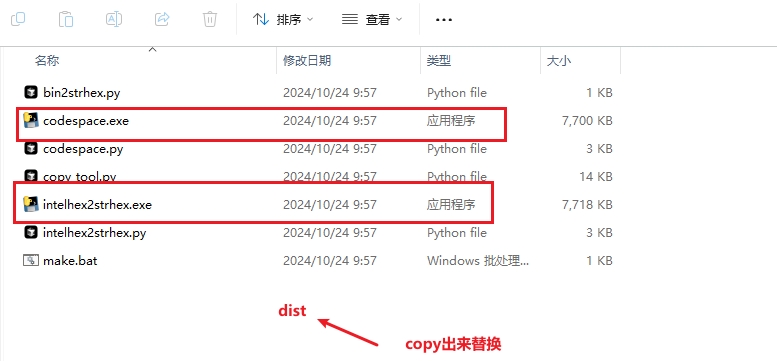 排序 查看
名称 修改日期 类型 大小
bin2strhex.py 2024/10/24 9:57 Python file 1 KB
codespace.exe 2024/10/24 9:57 应用程序 7,700 KB
codespace.py 2024/10/24 9:57 Python file 3 KB
copy_tool.py 2024/10/24 9:57 Python file 14 KB
intelhex2strhex.exe 2024/10/24 9:57 应用程序 7,718 KB
intelhex2strhex.py 2024/10/24 9:57 Python file 3 KB
make.bat 2024/10/24 9:57 Windows 批处理... 1 KB
dist
copy出来替换